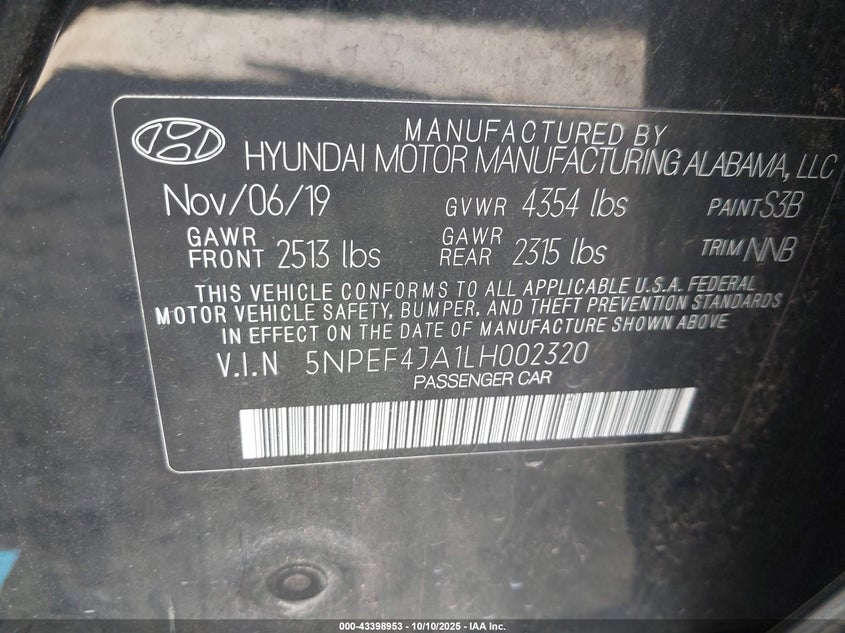 MANUFACTURED BY
HYUNDAI MOTOR MANUFACTURING ALABAMA, LLC
Nov/06/19 GVWR 4354 lbs PAINT S3B
GAWR FRONT 2513 lbs GAWR REAR 2315 lbs TRIM NNB
THIS VEHICLE CONFORMS TO ALL APPLICABLE U.S.A. FEDERAL
MOTOR VEHICLE SAFETY, BUMPER, AND THEFT PREVENTION STANDARDS
IN EFFECT ON THE DATE OF MANUFACTURE SHOWN ABOVE
V.I.N 5NPEF4JA1LH002320
PASSENGER CAR
000-43398953 - 10/10/2025 - IAA Inc.